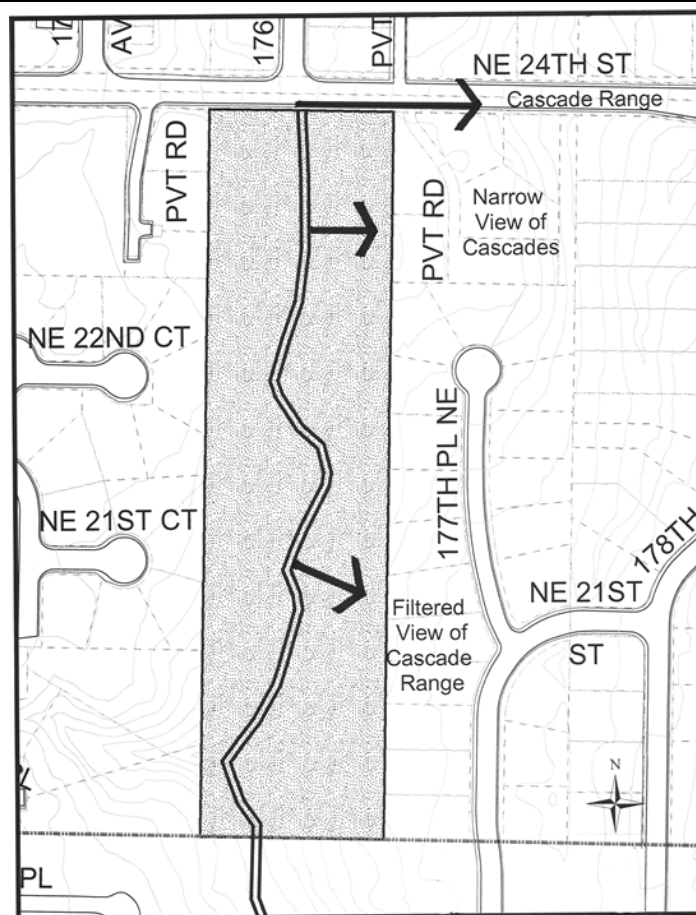 AV
176
PVT
NE 24TH ST
Cascade Range
PVT RD
PVT RD
Narrow
View of
Cascades
NE 22ND CT
177TH PL NE
NE 21ST CT
178TH
NE 21ST
ST
Filtered
View of
Cascade
Range
N
PL